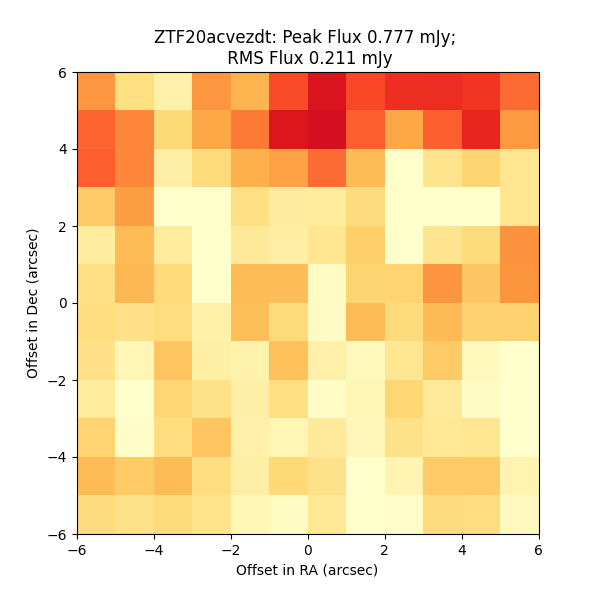 ZTF20acvezdt: Peak Flux 0.777 mJy;
RMS Flux 0.211 mJy
6
4
2
0
−2
−4
−6
Offset in Dec (arcsec)
−6 −4 −2 0 2 4 6
Offset in RA (arcsec)